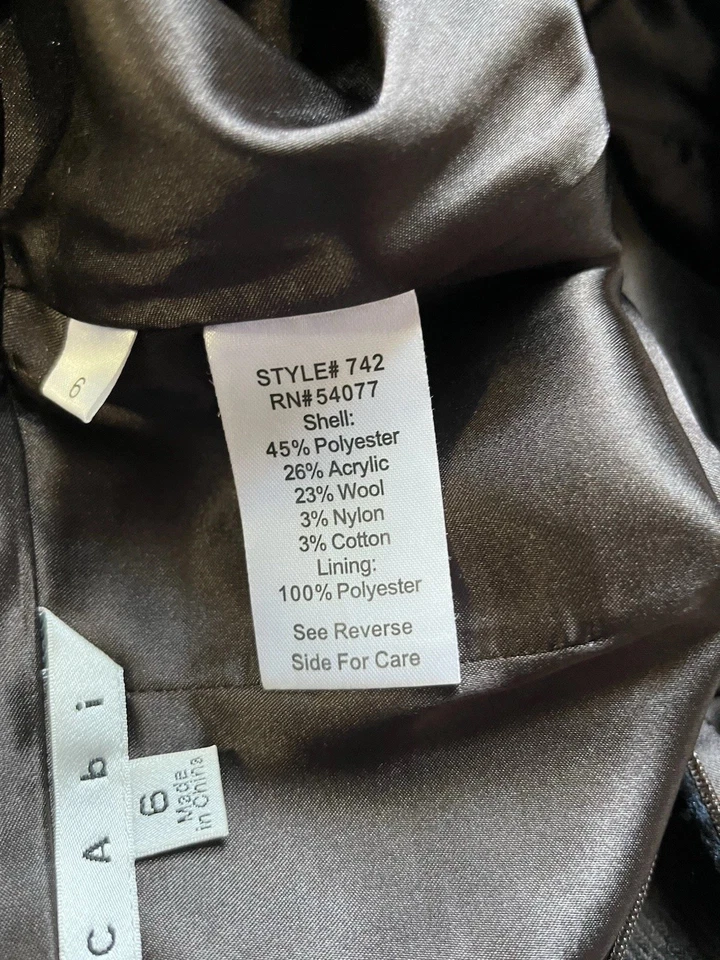 6
STYLE# 742
RN#54077
Shell:
45% Polyester
26% Acrylic
23% Wool
3% Nylon
3% Cotton
Lining:
100% Polyester
See Reverse
Side For Care
CAbi
6
Made
in China